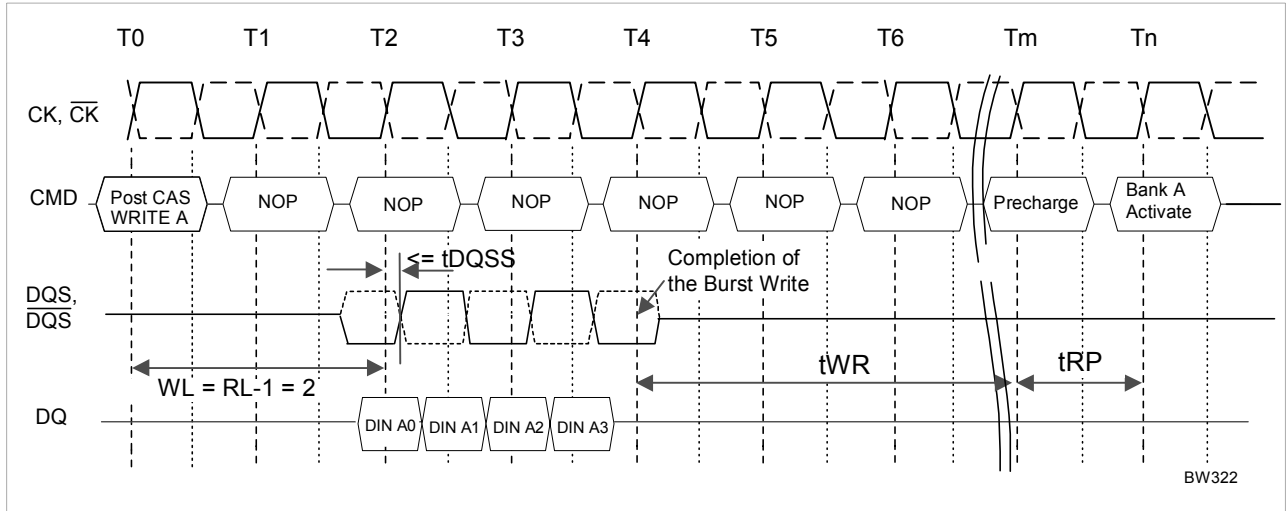 T0 T1 T2 T3 T4 T5 T6 Tm Tn
CK, C̅K̅
CMD
Post CAS
WRITE A
NOP NOP NOP NOP NOP NOP Precharge
Bank A
Activate
<= tDQSS
Completion of
the Burst Write
DQS,
D̅Q̅S̅
WL = RL-1 = 2
tWR
tRP
DQ
DIN A0 DIN A1 DIN A2 DIN A3
BW322